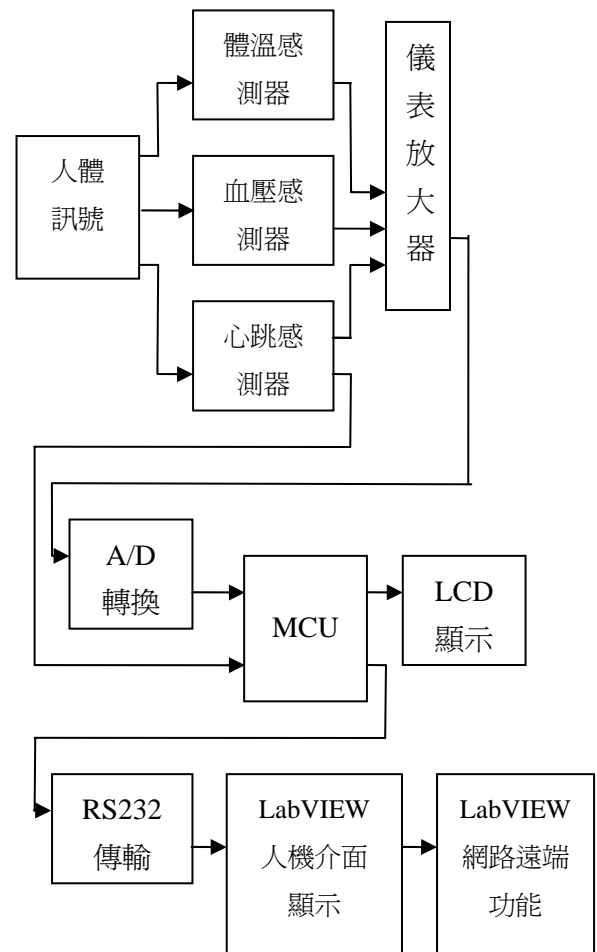 體溫感
測器
儀
表
放
大
器
人體
訊號
血壓感
測器
心跳感
測器
A/D
轉換
MCU
LCD
顯示
RS232
傳輸
LabVIEW
人機介面
顯示
LabVIEW
網路遠端
功能